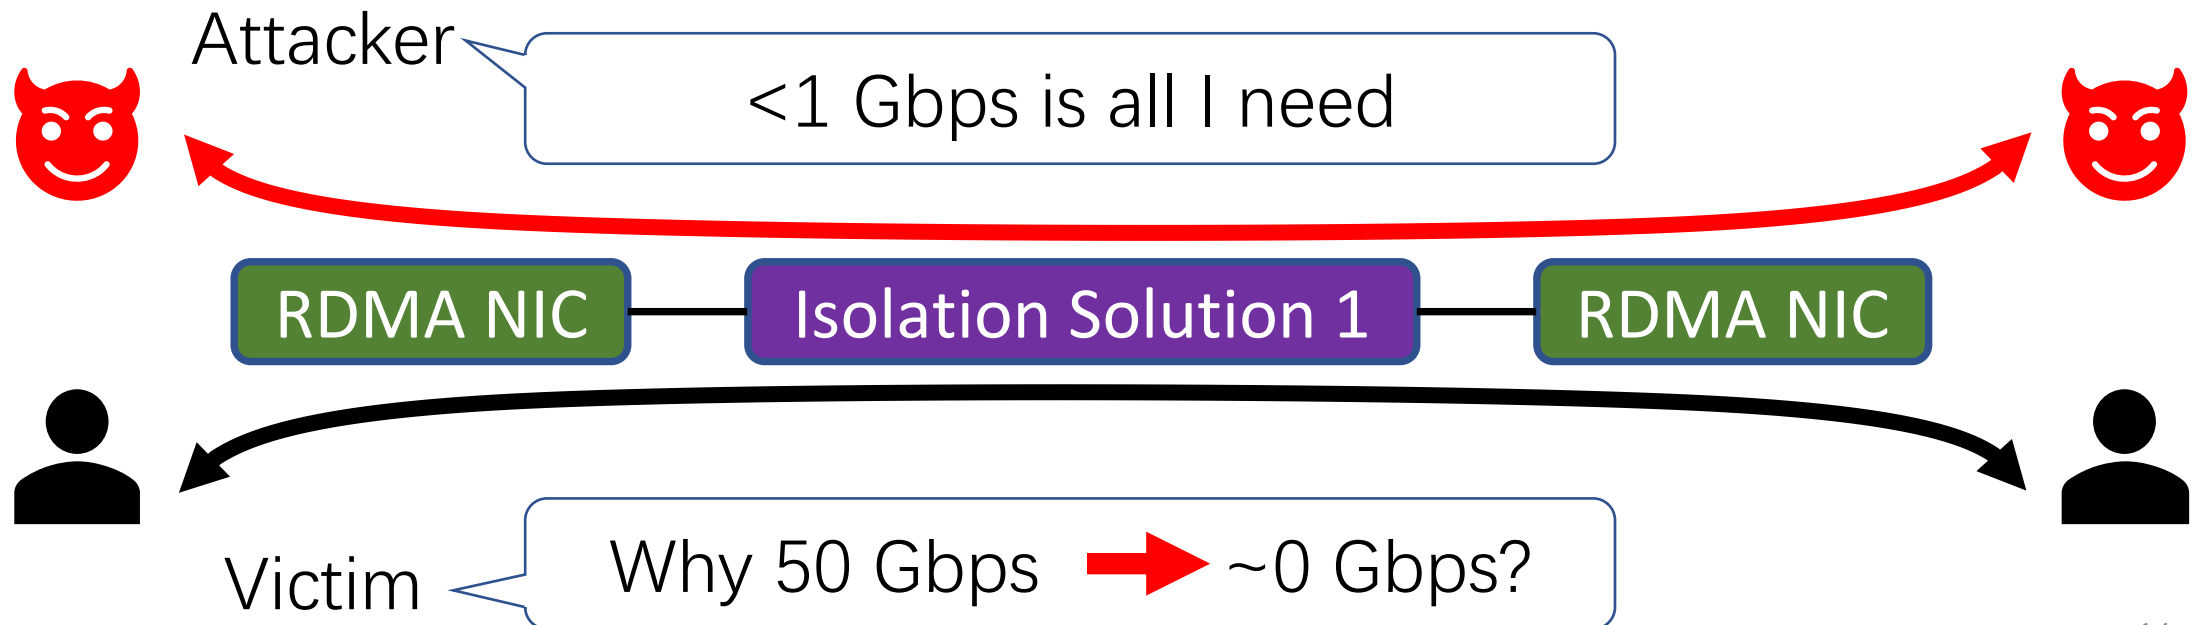 Attacker
<1 Gbps is all I need
RDMA NIC
Isolation Solution 1
RDMA NIC
Why 50 Gbps ~0 Gbps?
Victim